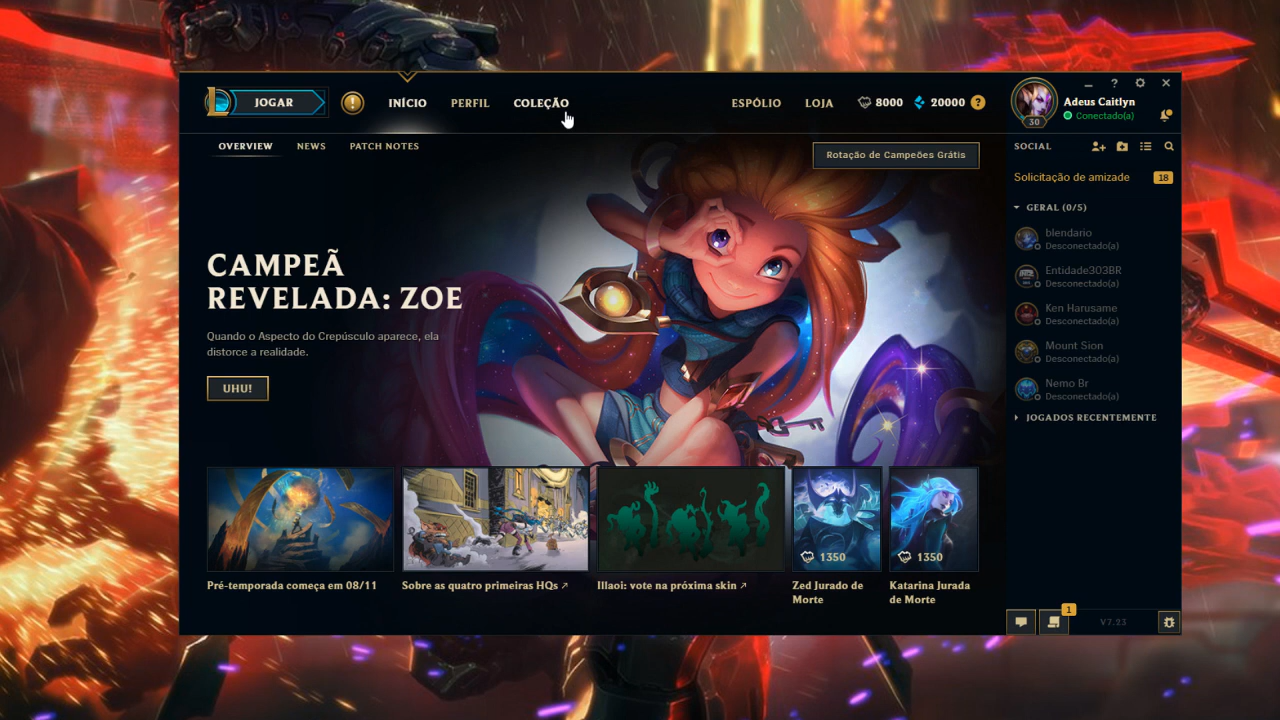 JOGAR
INÍCIO
PERFIL
COLEÇÃO
ESPÓLIO
LOJA
8000
20000
?
?
30
Adeus Caitlyn
Conectado(a)
OVERVIEW
NEWS
PATCH NOTES
Rotação de Campeões Grátis
CAMPEÃ
REVELADA: ZOE
Quando o Aspecto do Crepúsculo aparece, ela
distorce a realidade.
UHU!
Pré-temporada começa em 08/11
Sobre as quatro primeiras HQs ↗
Illaoi: vote na próxima skin ↗
1350
Zed Jurado de
Morte
1350
Katarina Jurada
de Morte
SOCIAL
Solicitação de amizade 18
GERAL (0/5)
blendario
Desconectado(a)
Entidade303BR
Desconectado(a)
Ken Harusame
Desconectado(a)
Mount Sion
Desconectado(a)
Nemo Br
Desconectado(a)
JOGADOS RECENTEMENTE
1
V7.23